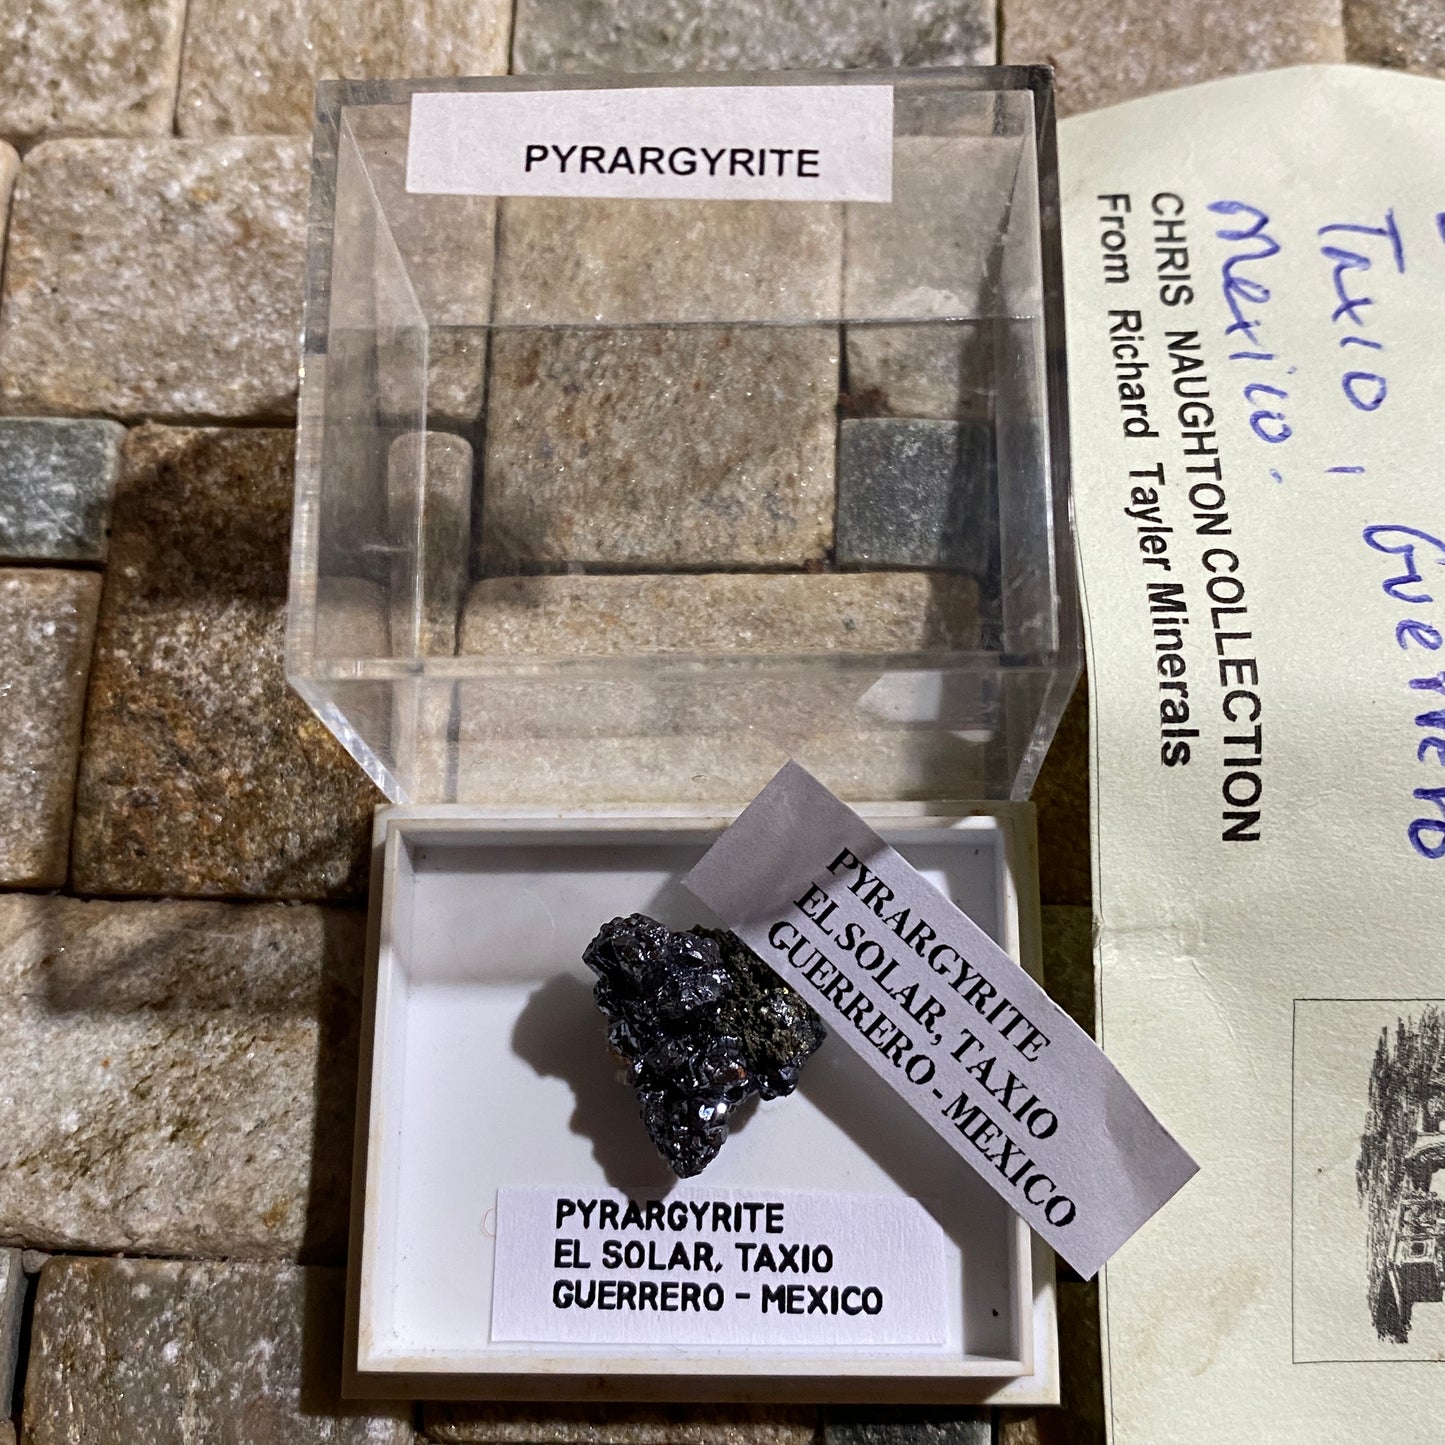 PYRARGYRITE
Taxio, Guerrero
Mexico.
CHRIS NAUGHTON COLLECTION
From Richard Tayler Minerals
PYRARGYRITE
EL SOLAR, TAXIO
GUERRERO - MEXICO
PYRARGYRITE
EL SOLAR, TAXIO
GUERRERO - MEXICO